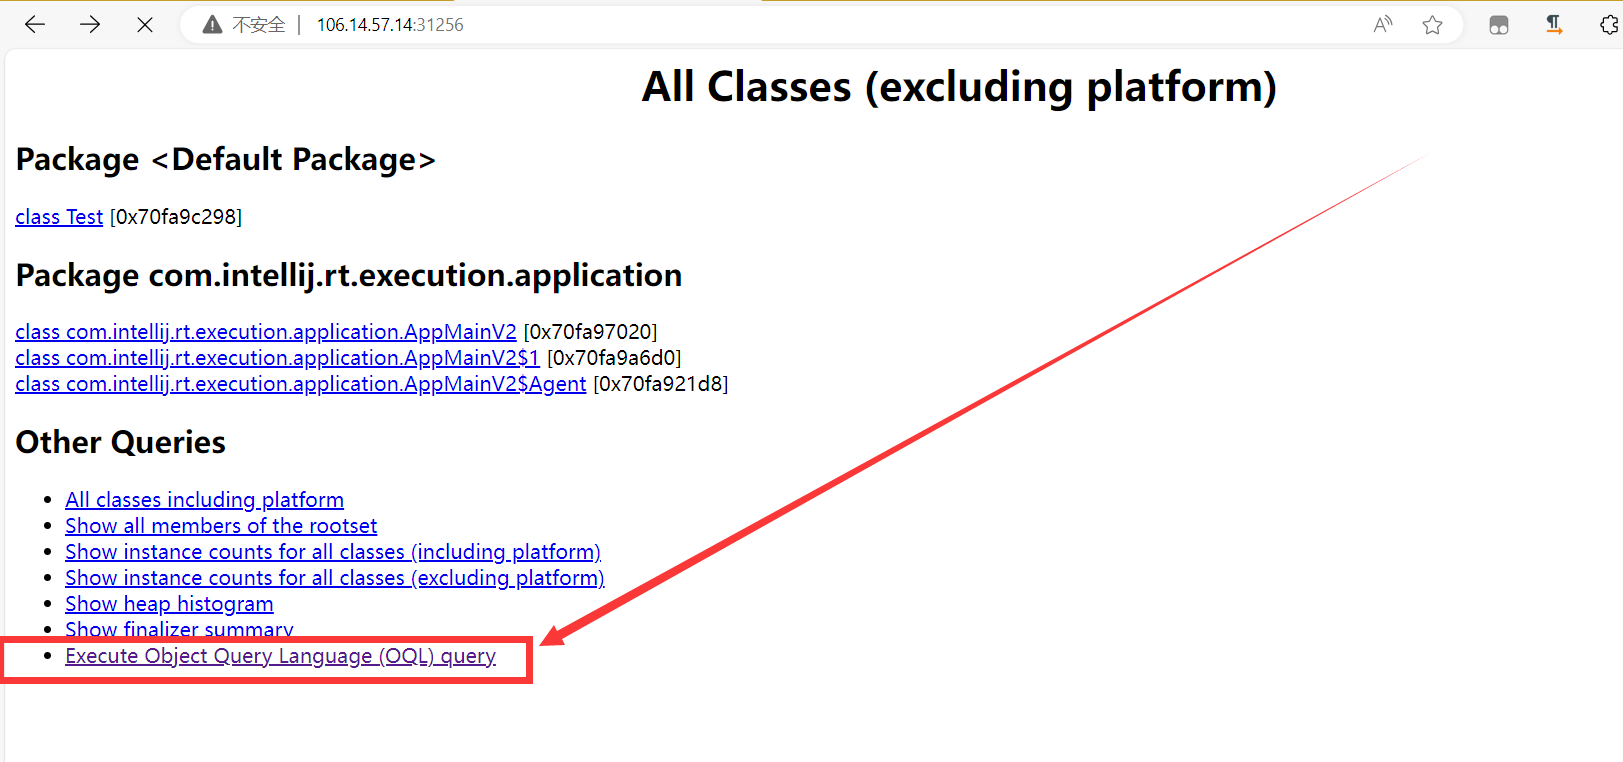 不安全 | 106.14.57.14:31256
All Classes (excluding platform)
Package <Default Package>
class Test [0x70fa9c298]
Package com.intellij.rt.execution.application
class com.intellij.rt.execution.application.AppMainV2 [0x70fa97020]
class com.intellij.rt.execution.application.AppMainV2$1 [0x70fa9a6d0]
class com.intellij.rt.execution.application.AppMainV2$Agent [0x70fa921d8]
Other Queries
• All classes including platform
• Show all members of the rootset
• Show instance counts for all classes (including platform)
• Show instance counts for all classes (excluding platform)
• Show heap histogram
• Show finalizer summary
• Execute Object Query Language (OQL) query